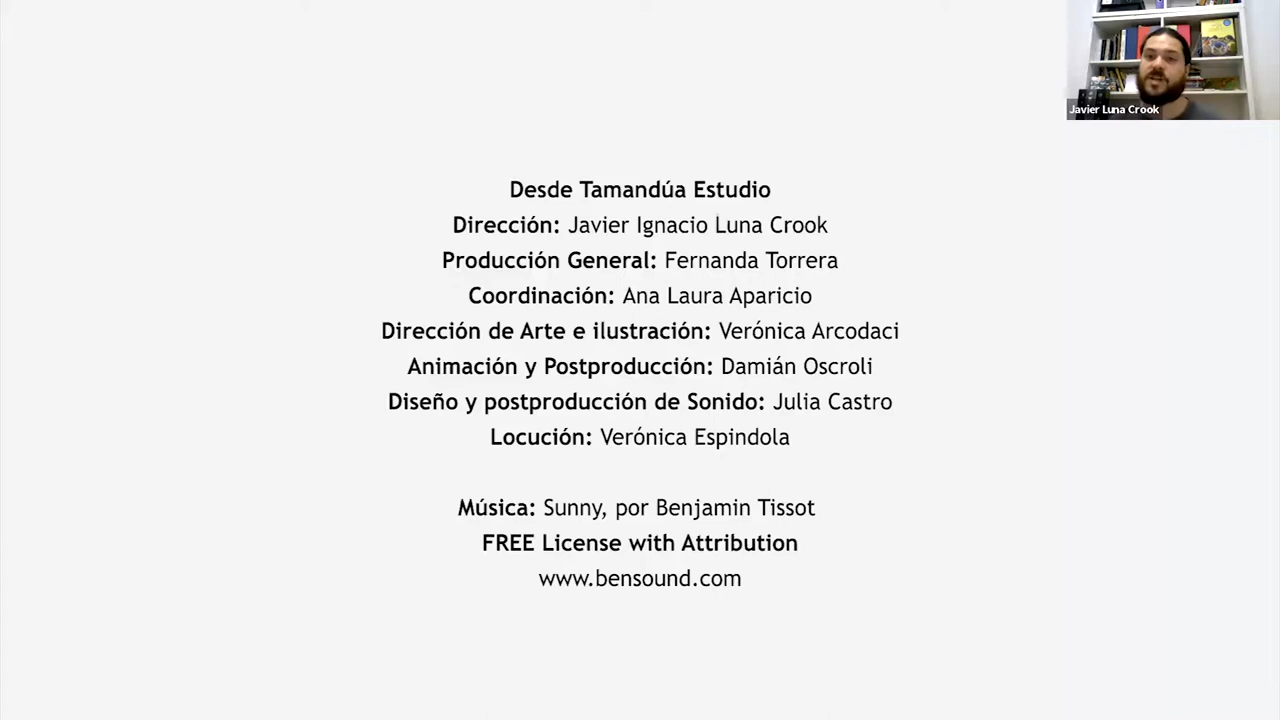 Javier Luna Crook
Desde Tamandúa Estudio
Dirección: Javier Ignacio Luna Crook
Producción General: Fernanda Torrera
Coordinación: Ana Laura Aparicio
Dirección de Arte e ilustración: Verónica Arcodaci
Animación y Postproducción: Damián Oscroli
Diseño y postproducción de Sonido: Julia Castro
Locución: Verónica Espindola
Música: Sunny, por Benjamin Tissot
FREE License with Attribution
www.bensound.com